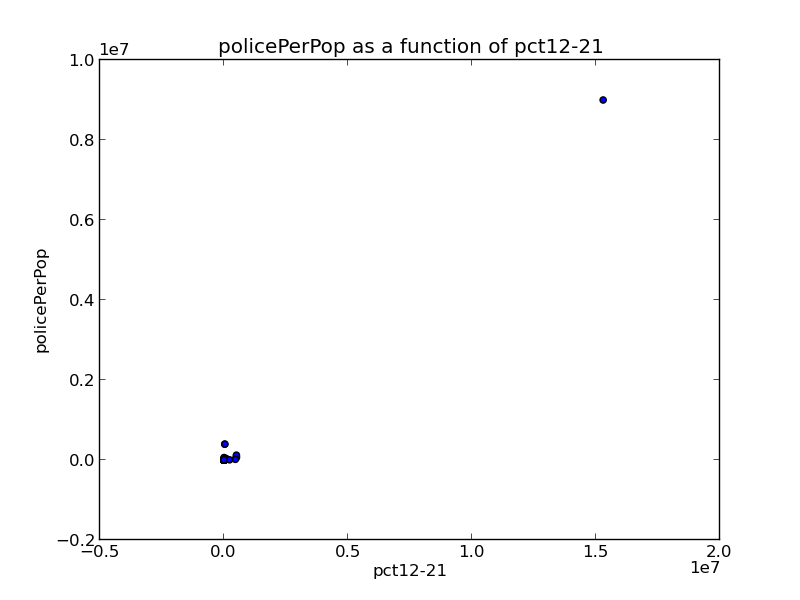 policePerPop as a function of pct12-21
1e7
1.0
0.8
0.6
0.4
0.2
0.0
−0.2
policePerPop
−0.5 0.0 0.5 1.0 1.5 2.0
1e7
pct12-21